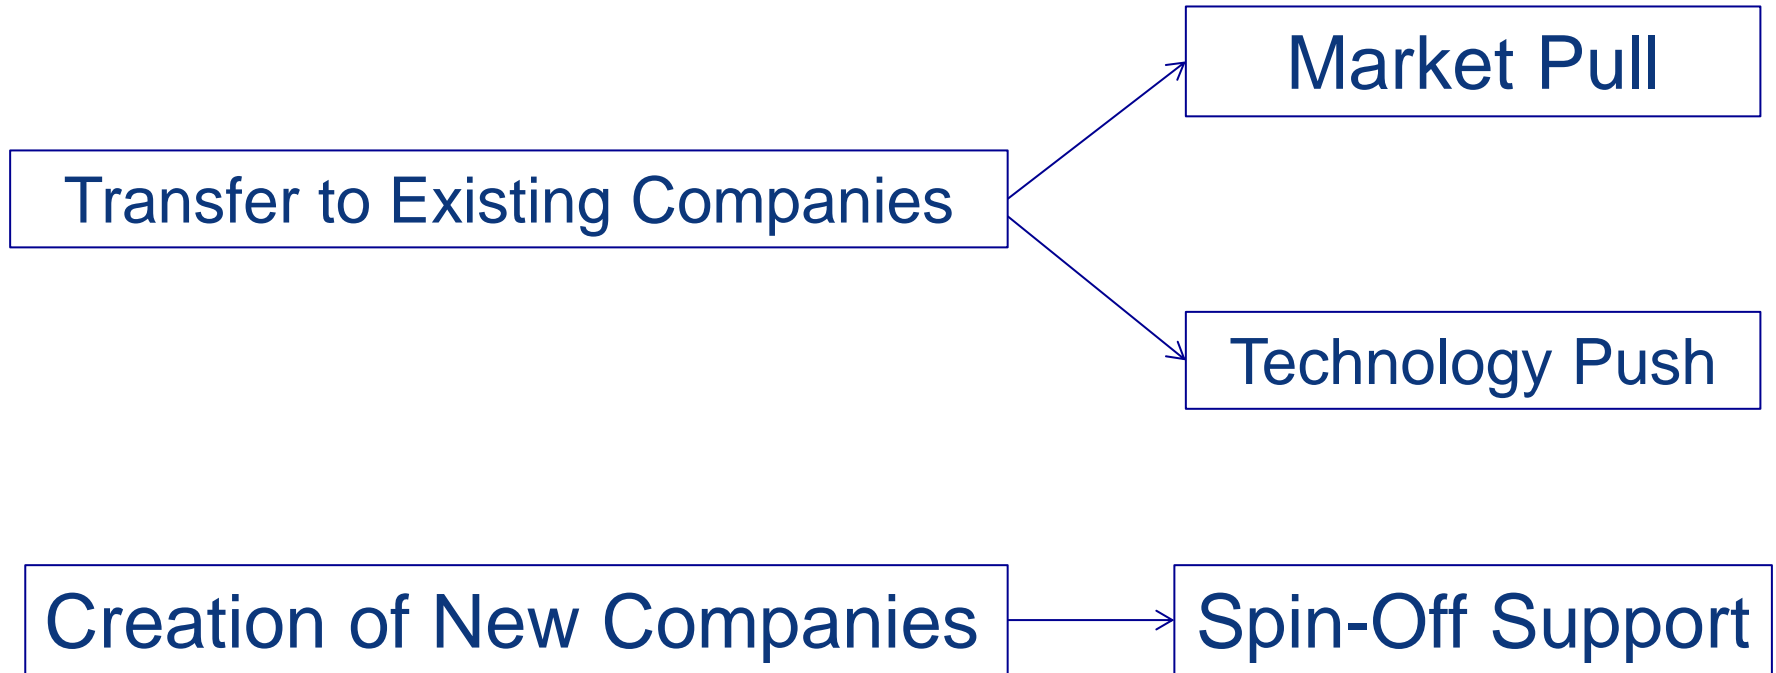 Market Pull
Transfer to Existing Companies
Technology Push
Creation of New Companies
Spin-Off Support